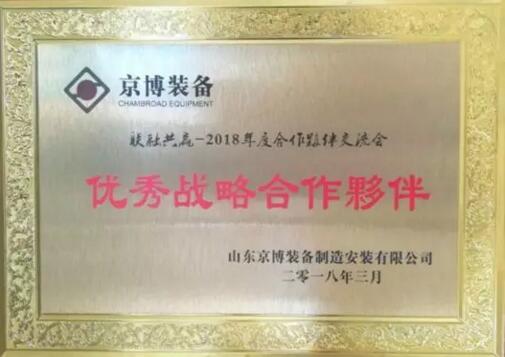 京博装备
CHAMBROAD EQUIPMENT
联融共赢-2018年度合作夥伴交流会
优秀战略合作夥伴
山东京博装备制造安装有限公司
二零一八年三月